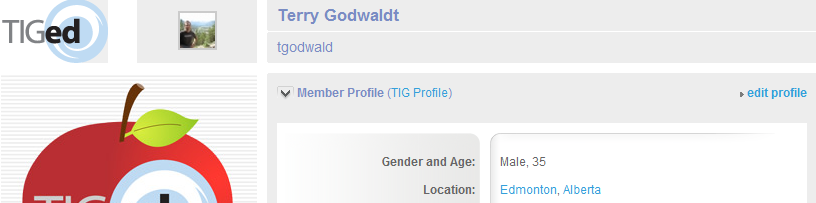 TIGed
Terry Godwaldt
tgodwald
Member Profile (TIG Profile)
edit profile
Gender and Age: Male, 35
Location: Edmonton, Alberta